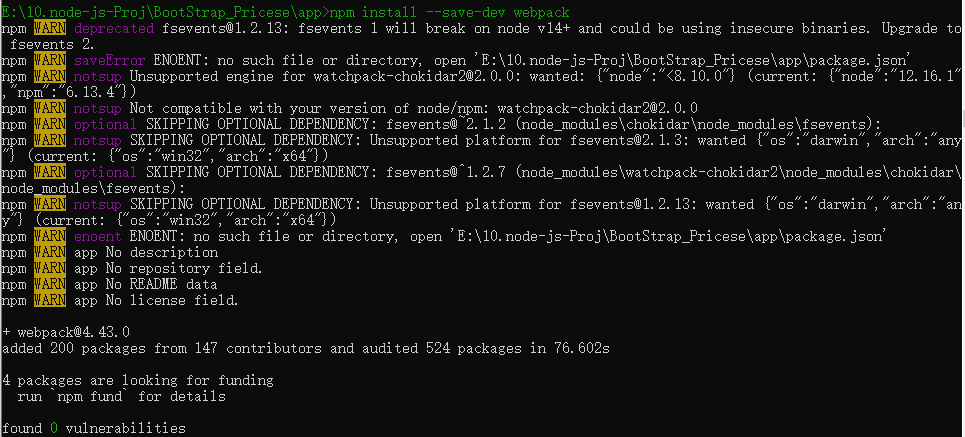 E:\10.node-js-Proj\BootStrap_Pricese\app>npm install --save-dev webpack
npm WARN deprecated fsevents@1.2.13: fsevents 1 will break on node v14+ and could be using insecure binaries. Upgrade to
 fsevents 2.
npm WARN saveError ENOENT: no such file or directory, open 'E:\10.node-js-Proj\BootStrap_Pricese\app\package.json'
npm WARN notsup Unsupported engine for watchpack-chokidar2@2.0.0: wanted: {"node":"<8.10.0"} (current: {"node":"12.16.1"
,"npm":"6.13.4"})
npm WARN notsup Not compatible with your version of node/npm: watchpack-chokidar2@2.0.0
npm WARN optional SKIPPING OPTIONAL DEPENDENCY: fsevents@~2.1.2 (node_modules\chokidar\node_modules\fsevents):
npm WARN notsup SKIPPING OPTIONAL DEPENDENCY: Unsupported platform for fsevents@2.1.3: wanted {"os":"darwin","arch":"any
"} (current: {"os":"win32","arch":"x64"})
npm WARN optional SKIPPING OPTIONAL DEPENDENCY: fsevents@^1.2.7 (node_modules\watchpack-chokidar2\node_modules\chokidar\
node_modules\fsevents):
npm WARN notsup SKIPPING OPTIONAL DEPENDENCY: Unsupported platform for fsevents@1.2.13: wanted {"os":"darwin","arch":"an
y"} (current: {"os":"win32","arch":"x64"})
npm WARN enoent ENOENT: no such file or directory, open 'E:\10.node-js-Proj\BootStrap_Pricese\app\package.json'
npm WARN app No description
npm WARN app No repository field.
npm WARN app No README data
npm WARN app No license field.
+ webpack@4.43.0
added 200 packages from 147 contributors and audited 524 packages in 76.602s
4 packages are looking for funding
  run `npm fund` for details
found 0 vulnerabilities